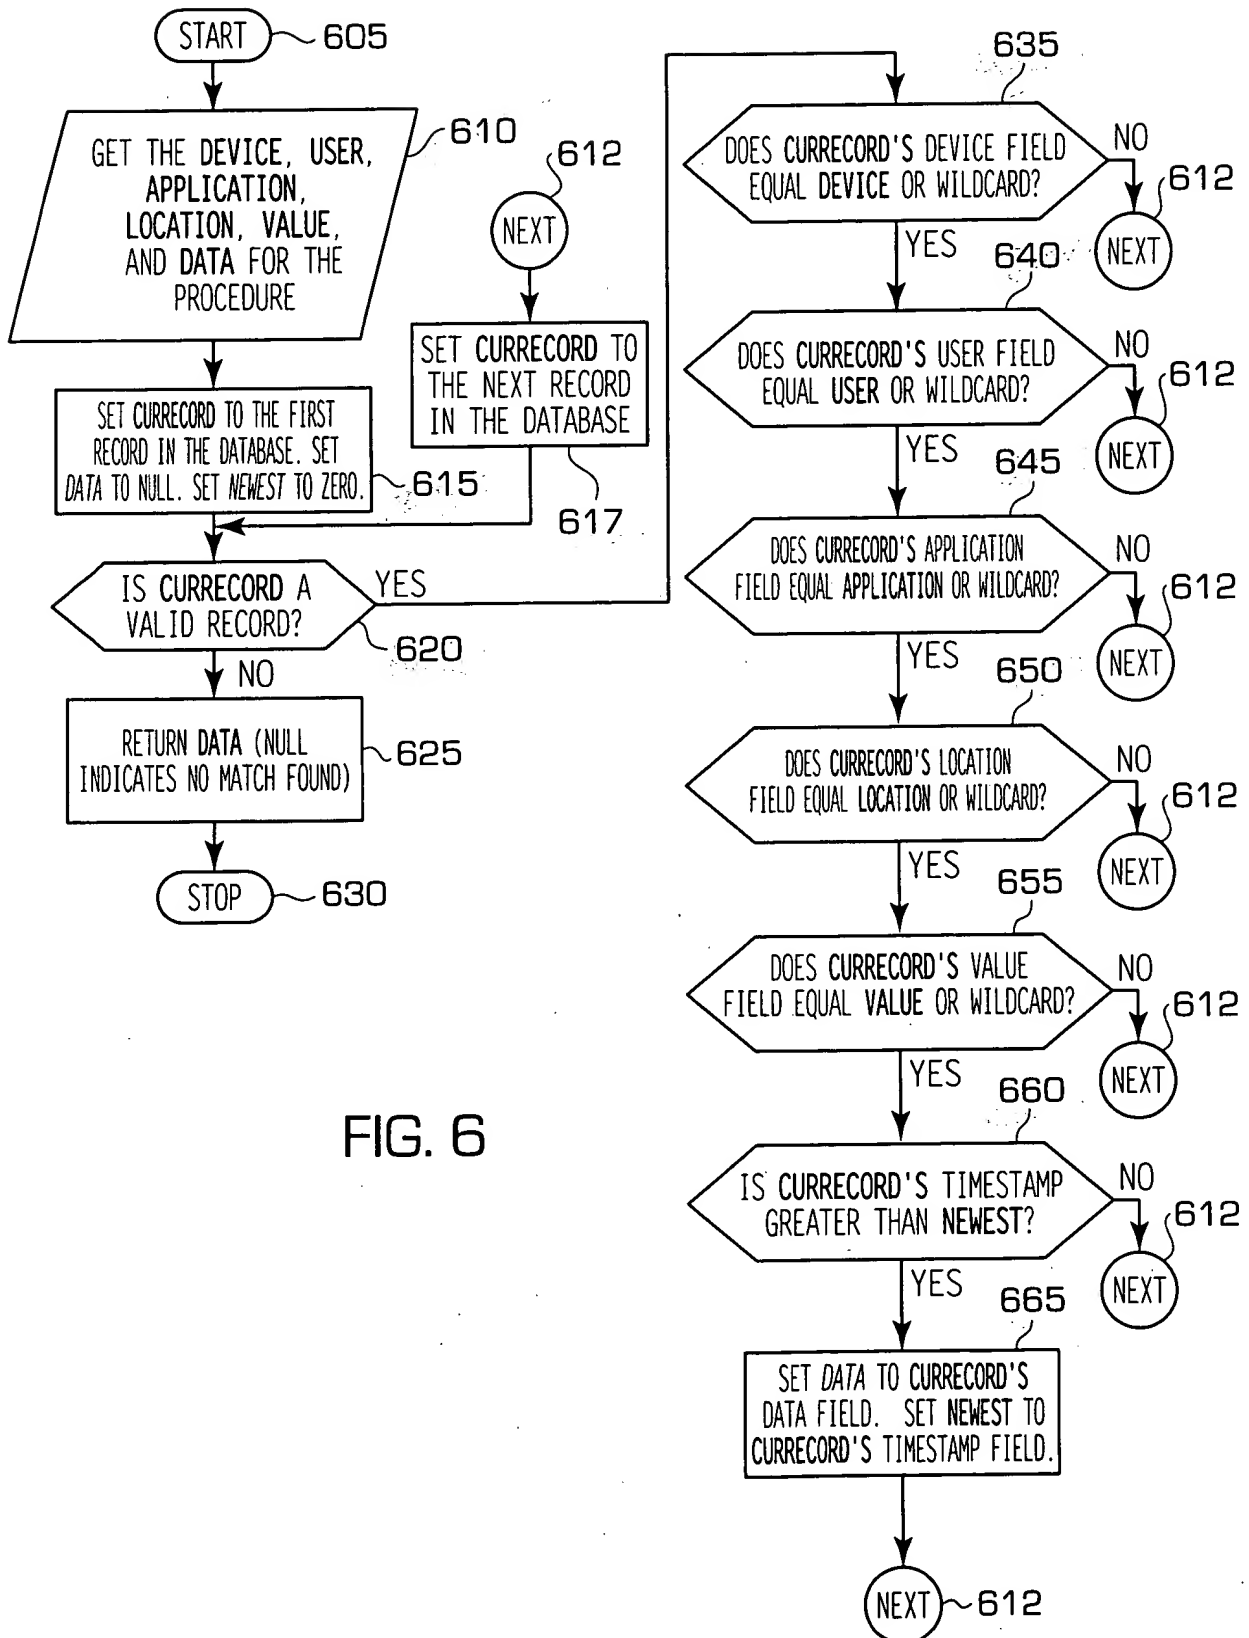 START
605
GET THE DEVICE, USER,
APPLICATION,
LOCATION, VALUE,
AND DATA FOR THE
PROCEDURE
610
SET CURRECORD TO THE FIRST
RECORD IN THE DATABASE. SET
DATA TO NULL. SET NEWEST TO ZERO.
615
612
NEXT
SET CURRECORD TO
THE NEXT RECORD
IN THE DATABASE
617
IS CURRECORD A
VALID RECORD?
YES
620
NO
RETURN DATA (NULL
INDICATES NO MATCH FOUND)
625
STOP
630
635
DOES CURRECORD'S DEVICE FIELD
EQUAL DEVICE OR WILDCARD?
NO
612
NEXT
YES
640
DOES CURRECORD'S USER FIELD
EQUAL USER OR WILDCARD?
NO
612
NEXT
YES
645
DOES CURRECORD'S APPLICATION
FIELD EQUAL APPLICATION OR WILDCARD?
NO
612
NEXT
YES
650
DOES CURRECORD'S LOCATION
FIELD EQUAL LOCATION OR WILDCARD?
NO
612
NEXT
YES
655
DOES CURRECORD'S VALUE
FIELD EQUAL VALUE OR WILDCARD?
NO
612
NEXT
YES
660
IS CURRECORD'S TIMESTAMP
GREATER THAN NEWEST?
NO
612
NEXT
YES
665
SET DATA TO CURRECORD'S
DATA FIELD. SET NEWEST TO
CURRECORD'S TIMESTAMP FIELD.
NEXT
612
FIG. 6